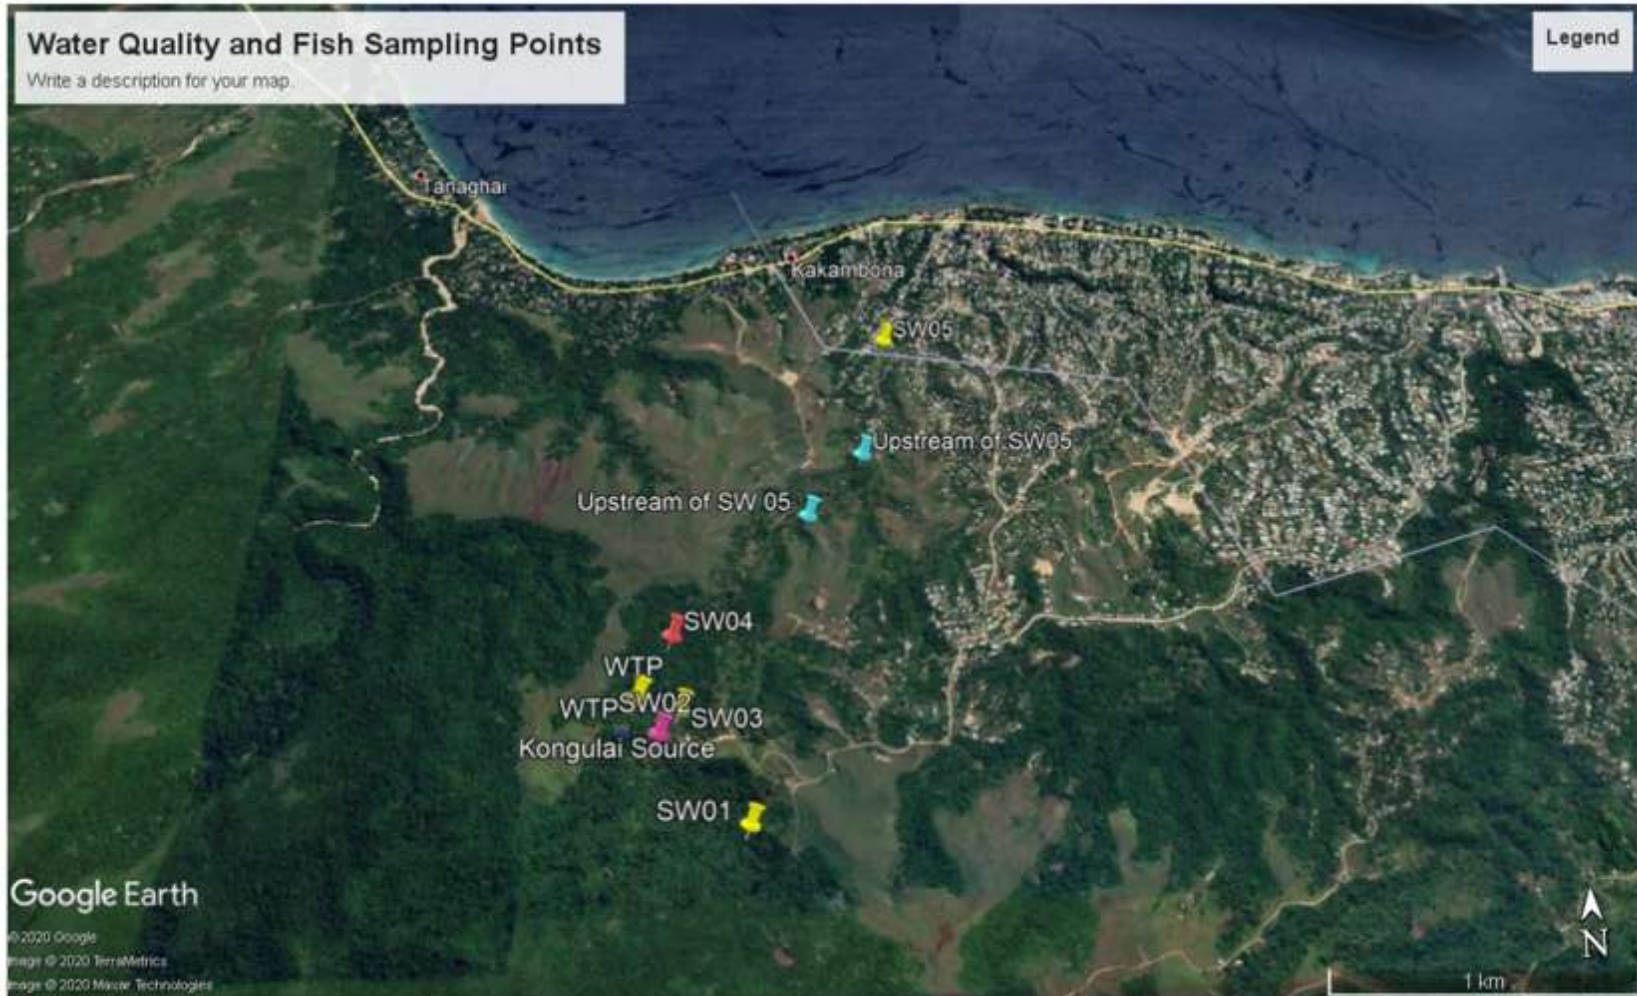 Water Quality and Fish Sampling Points
Write a description for your map.
Legend
Tanaghai
Kakambona
SW05
Upstream of SW05
Upstream of SW 05
SW04
WTP
WTP
SW02
SW03
Kongulai Source
SW01
Google Earth
©2020 Google
Image © 2020 TerraMetrics
Image © 2020 Maxar Technologies
N
1 km